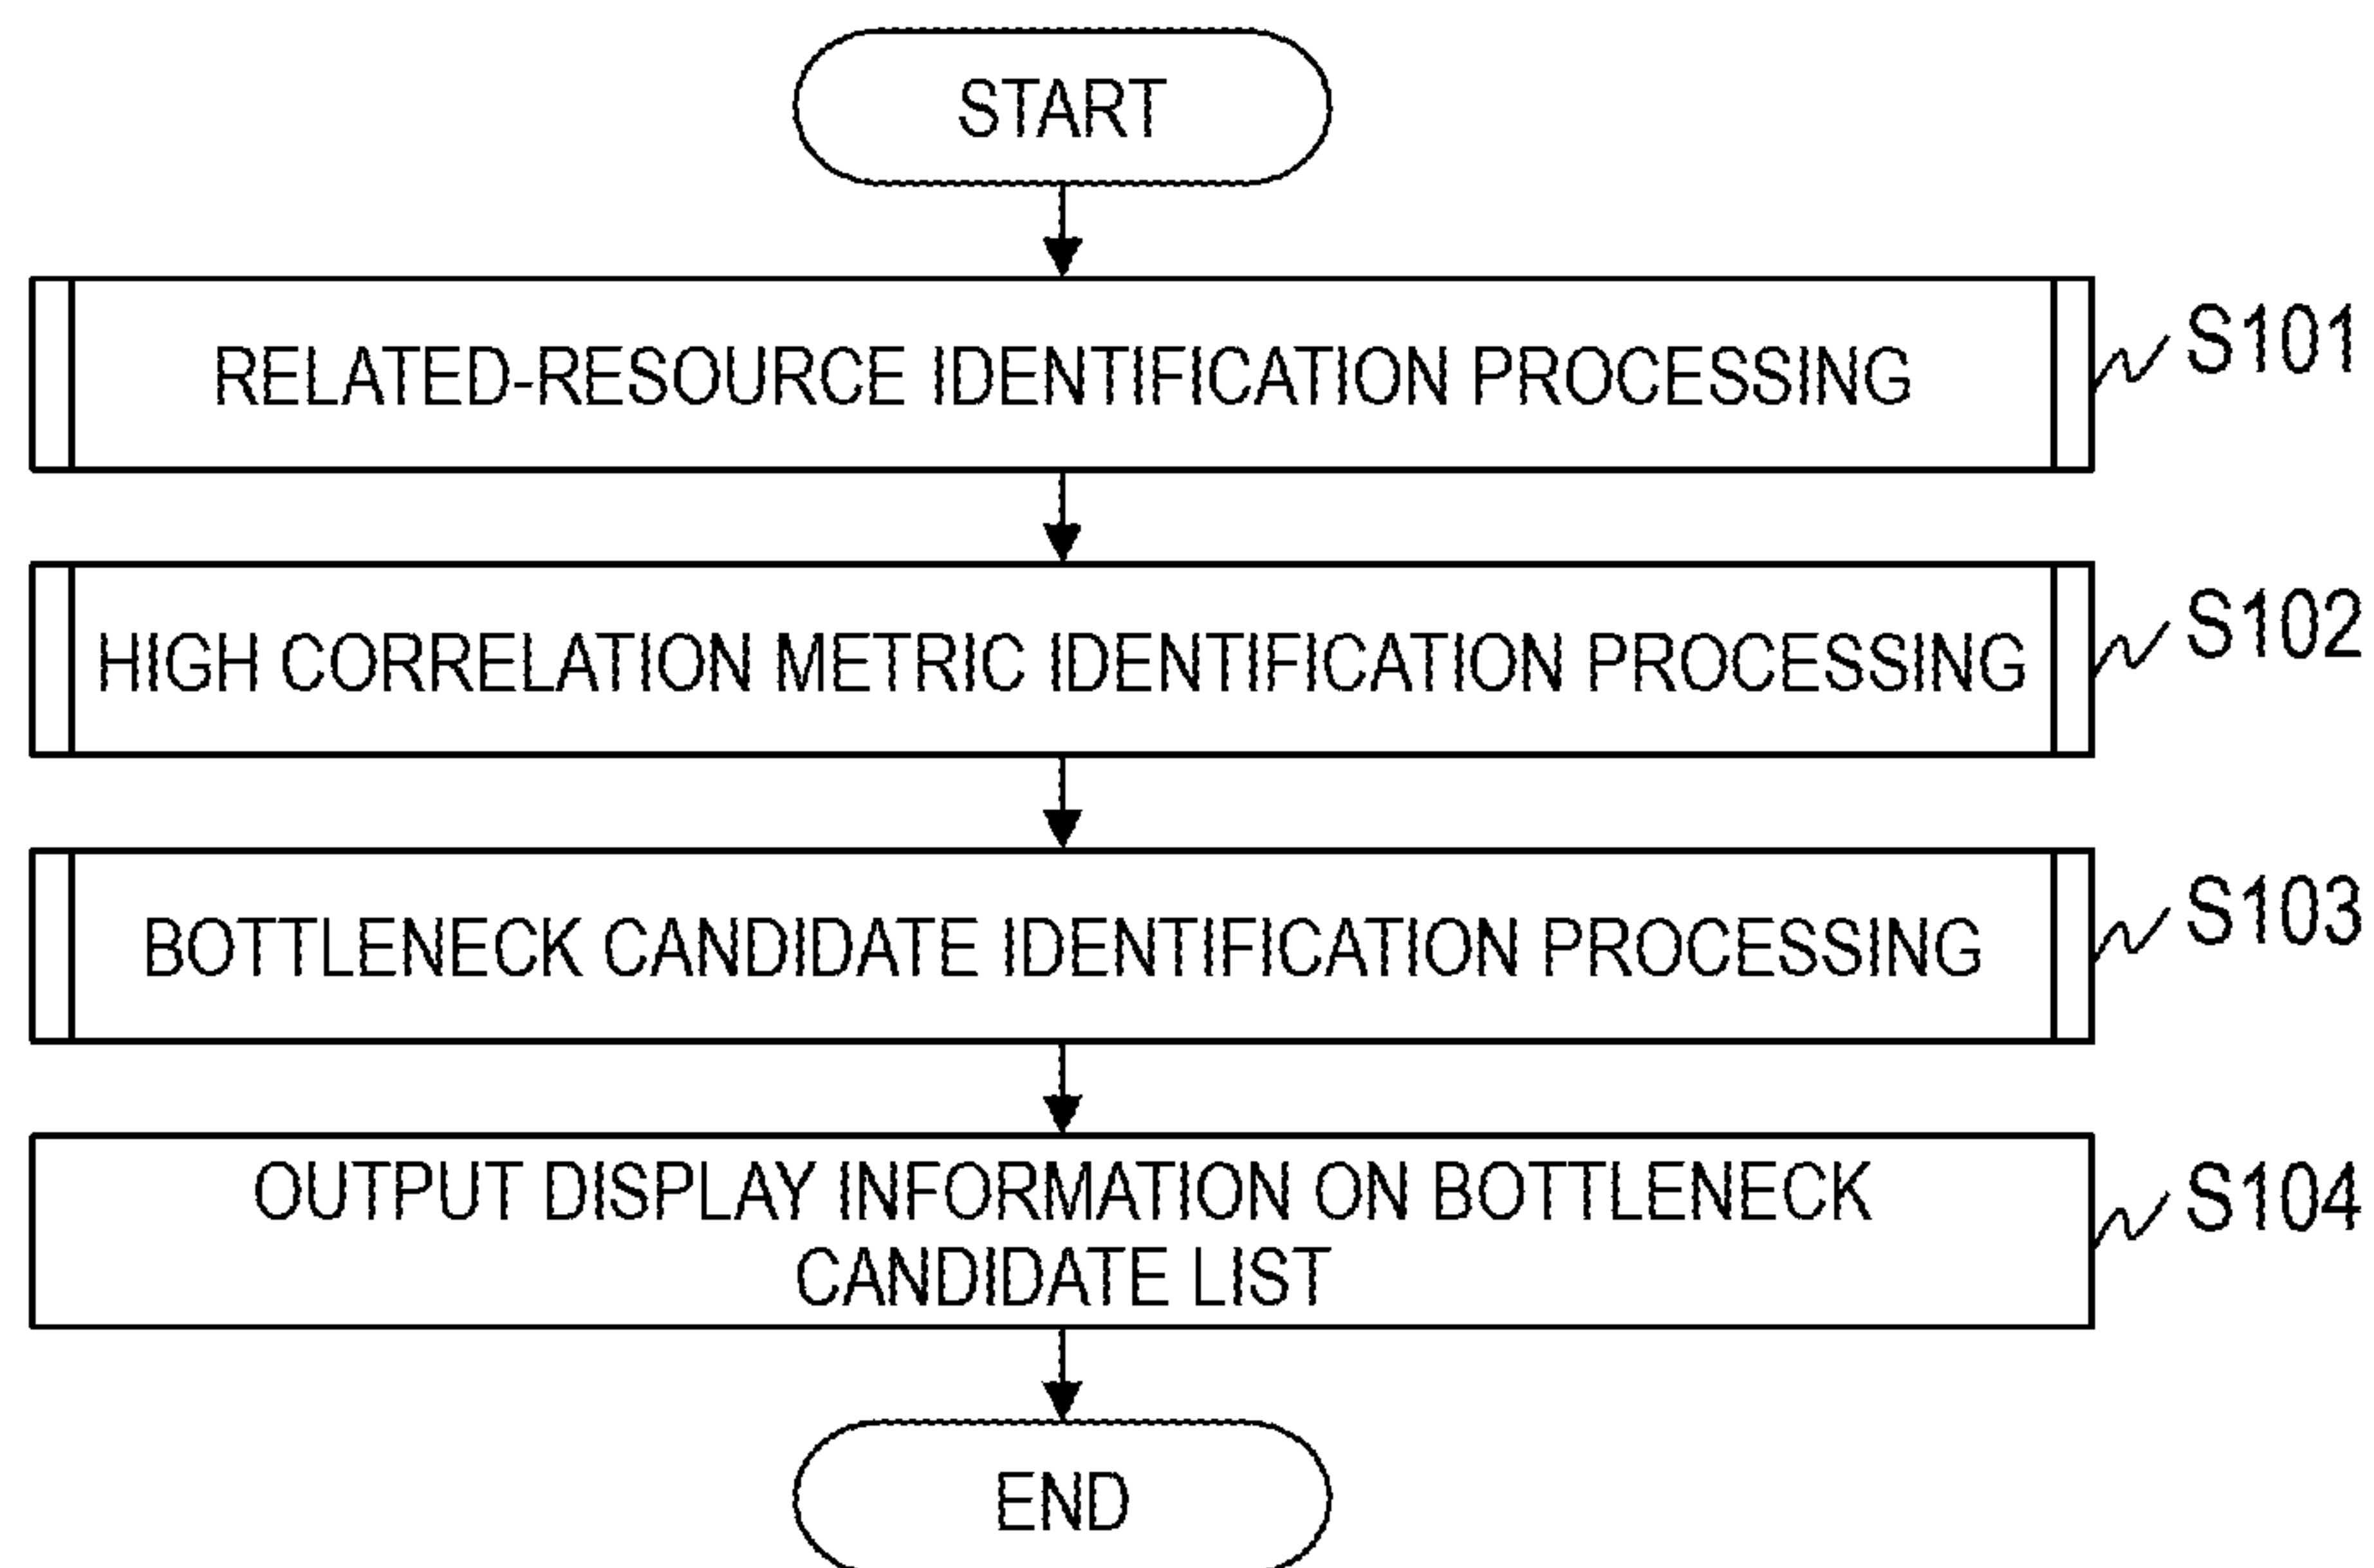 START
RELATED-RESOURCE IDENTIFICATION PROCESSING
S101
HIGH CORRELATION METRIC IDENTIFICATION PROCESSING
S102
BOTTLENECK CANDIDATE IDENTIFICATION PROCESSING
S103
OUTPUT DISPLAY INFORMATION ON BOTTLENECK
CANDIDATE LIST
S104
END